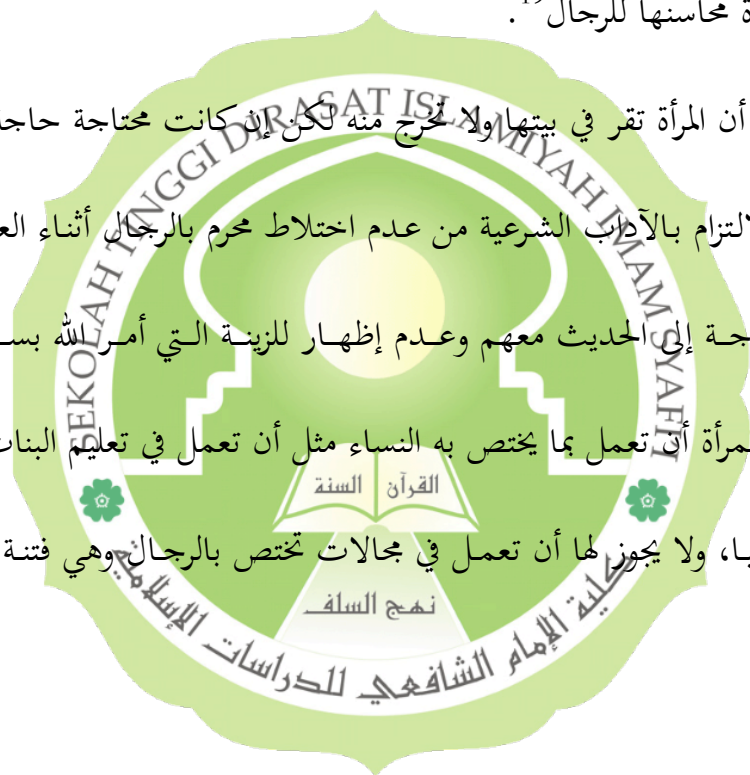 ة محاسنها للرجال19.
أن المرأة تقر في بيتها ولا تخرج منه لكن إن كانت محتاجة حاجة
لالتزام بالآداب الشرعية من عدم اختلاط محرم بالرجال أثناء الع
جة إلى الحديث معهم وعدم إظهار للزينة التي أمر الله بس
مرأة أن تعمل بما يختص به النساء مثل أن تعمل في تعليم البنات
با، ولا يجوز لها أن تعمل في مجالات تختص بالرجال وهي فتنة
SEKOLAH TINGGI DIRASAT ISLAMIYAH IMAM SYAFI'I
القرآن السنة
نهج السلف
كلية الإمام الشافعي للدراسات الإسلامية